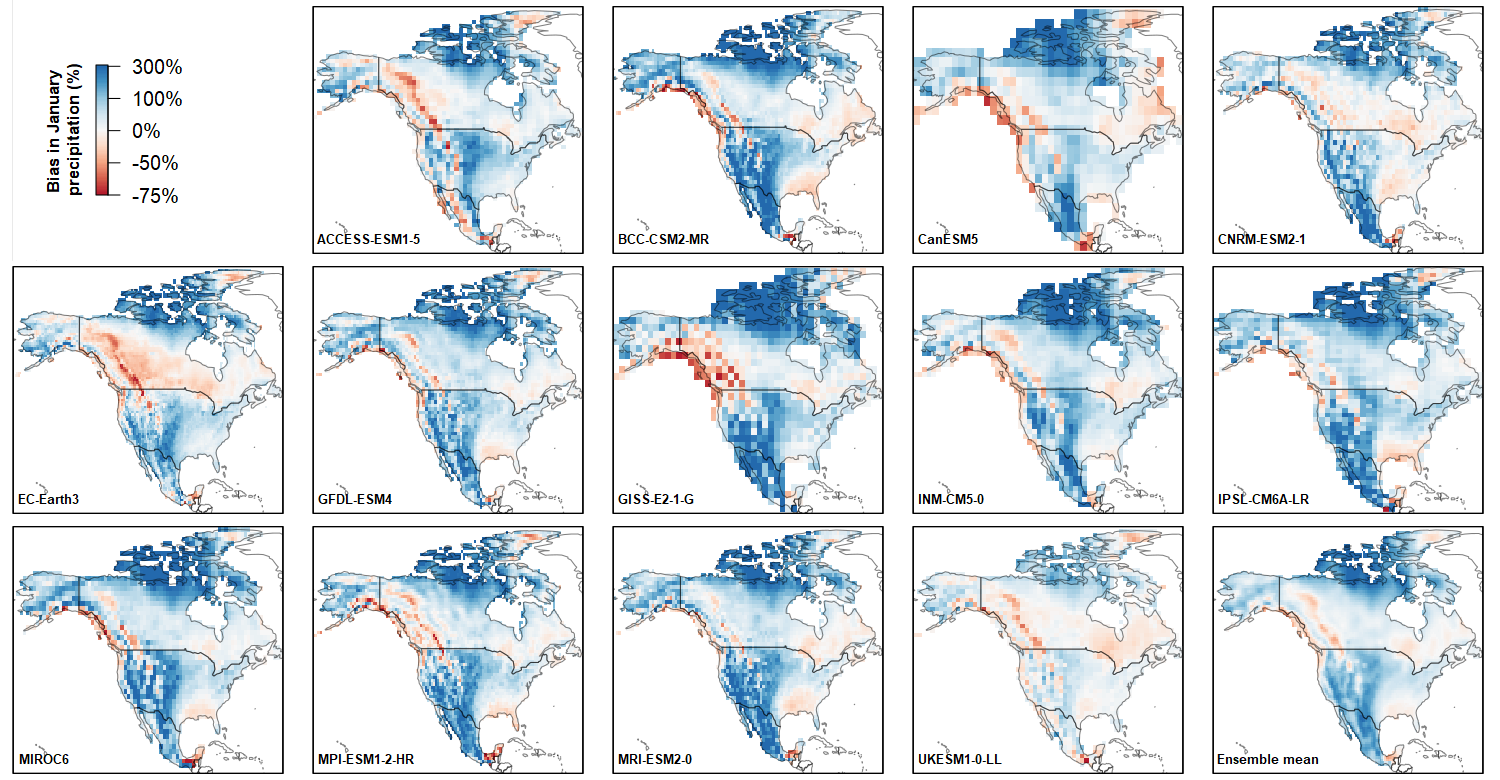 Bias in January
precipitation (%)
300%
100%
0%
-50%
-75%
ACCESS-ESM1-5
BCC-CSM2-MR
CanESM5
CNRM-ESM2-1
EC-Earth3
GFDL-ESM4
GISS-E2-1-G
INM-CM5-0
IPSL-CM6A-LR
MIROC6
MPI-ESM1-2-HR
MRI-ESM2-0
UKESM1-0-LL
Ensemble mean